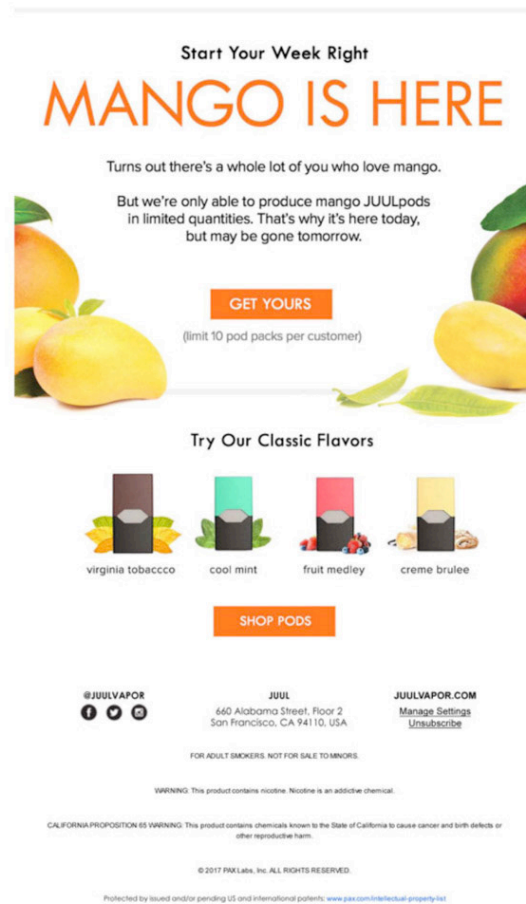 Start Your Week Right
MANGO IS HERE
Turns out there's a whole lot of you who love mango.
But we're only able to produce mango JUULpods
in limited quantities. That's why it's here today,
but may be gone tomorrow.
GET YOURS
(limit 10 pod packs per customer)
Try Our Classic Flavors
virginia tobaccco
cool mint
fruit medley
creme brulee
SHOP PODS
@JUULVAPOR
JUUL
660 Alabama Street, Floor 2
San Francisco, CA 94110, USA
JUULVAPOR.COM
Manage Settings
Unsubscribe
FOR ADULT SMOKERS. NOT FOR SALE TO MINORS.
WARNING: This product contains nicotine. Nicotine is an addictive chemical.
CALIFORNIA PROPOSITION 65 WARNING: This product contains chemicals known to the State of California to cause cancer and birth defects or
other reproductive harm.
© 2017 PAX Labs, Inc. ALL RIGHTS RESERVED.
Protected by issued and/or pending US and international patents: www.pax.com/intellectual-property-list